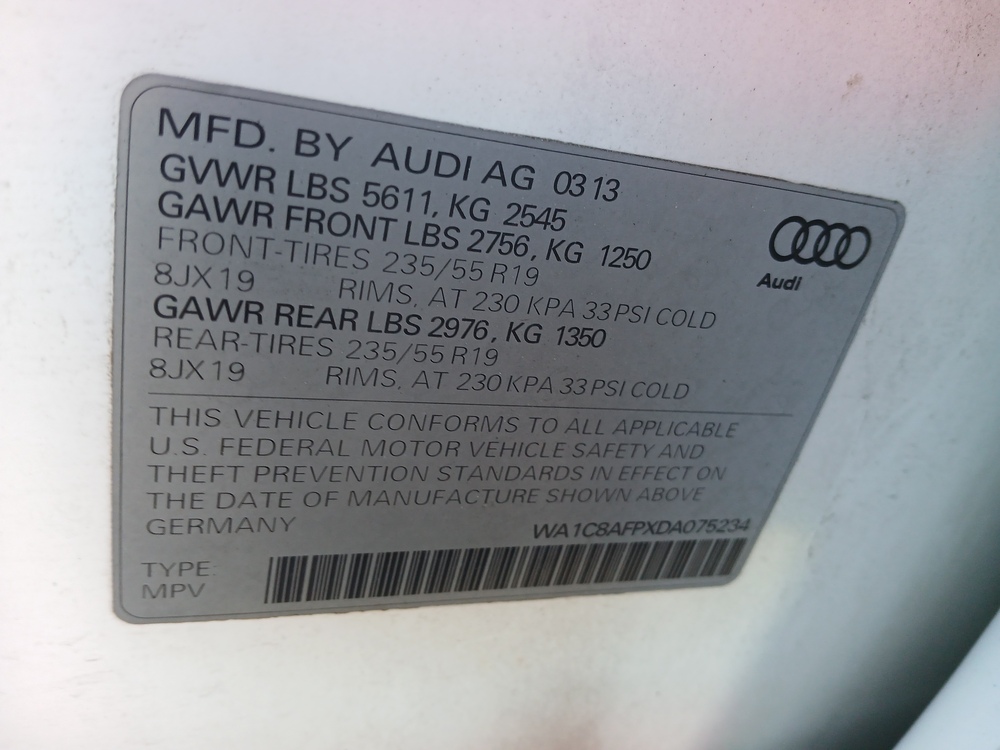 MFD. BY AUDI AG 0313
GVWR LBS 5611, KG 2545
GAWR FRONT LBS 2756, KG 1250
FRONT-TIRES 235/55 R19
8JX19 RIMS, AT 230 KPA 33 PSI COLD
GAWR REAR LBS 2976, KG 1350
REAR-TIRES 235/55 R19
8JX19 RIMS, AT 230 KPA 33 PSI COLD
Audi
THIS VEHICLE CONFORMS TO ALL APPLICABLE
U.S. FEDERAL MOTOR VEHICLE SAFETY AND
THEFT PREVENTION STANDARDS IN EFFECT ON
THE DATE OF MANUFACTURE SHOWN ABOVE
GERMANY WA1C8AFPXDA075234
TYPE:
MPV